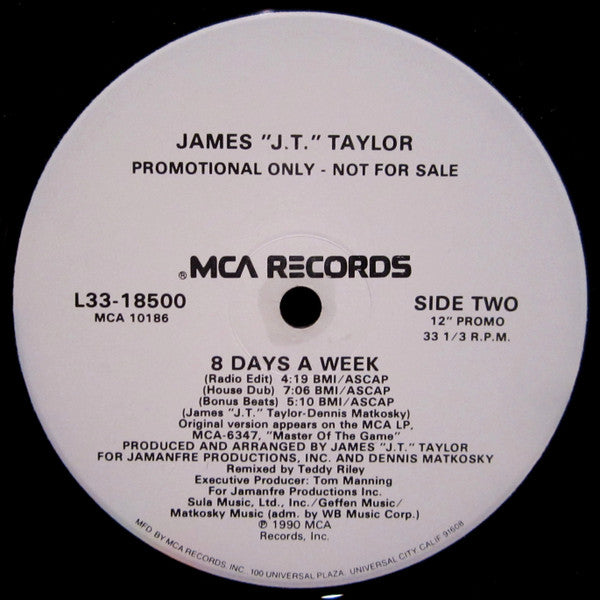 JAMES "J.T." TAYLOR
PROMOTIONAL ONLY - NOT FOR SALE
® MCA RECORDS
L33-18500
MCA 10186
SIDE TWO
12" PROMO
33 1/3 R.P.M.
8 DAYS A WEEK
(Radio Edit) 4:19 BMI/ASCAP
(House Dub) 7:06 BMI/ASCAP
(Bonus Beats) 5:10 BMI/ASCAP
(James "J.T." Taylor-Dennis Matkosky)
Original version appears on the MCA LP,
MCA-6347, "Master Of The Game"
PRODUCED AND ARRANGED BY JAMES "J.T." TAYLOR
FOR JAMANFRE PRODUCTIONS, INC. AND DENNIS MATKOSKY
Remixed by Teddy Riley
Executive Producer: Tom Manning
For Jamanfre Productions Inc.
Sula Music, Ltd., Inc./Geffen Music/
Matkosky Music (adm. by WB Music Corp.)
℗ 1990 MCA
Records, Inc.
MFD. BY MCA RECORDS, INC. 100 UNIVERSAL PLAZA, UNIVERSAL CITY, CALIF. 91608